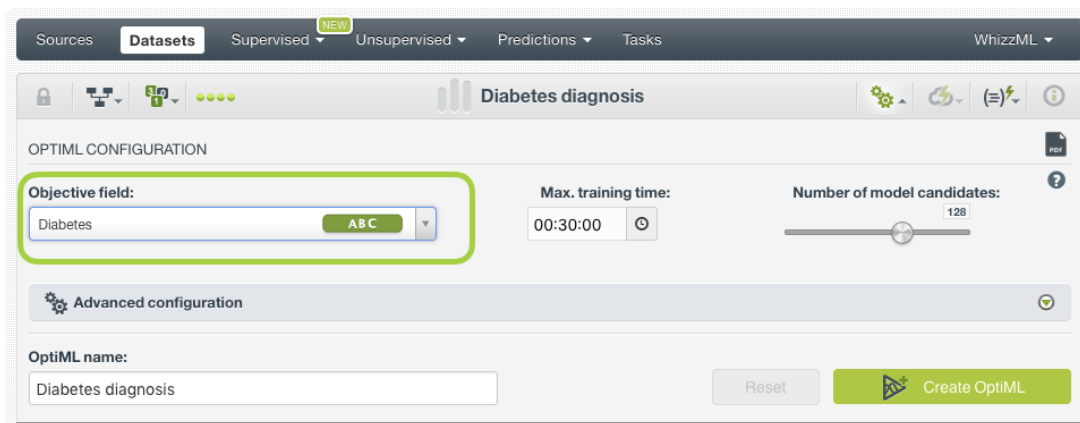 NEW
Sources Datasets Supervised Unsupervised Predictions Tasks WhizzML
Diabetes diagnosis
OPTIML CONFIGURATION
PDF
Objective field: Max. training time: Number of model candidates:
128
Diabetes ABC 00:30:00
Advanced configuration
OptiML name:
Diabetes diagnosis Reset Create OptiML